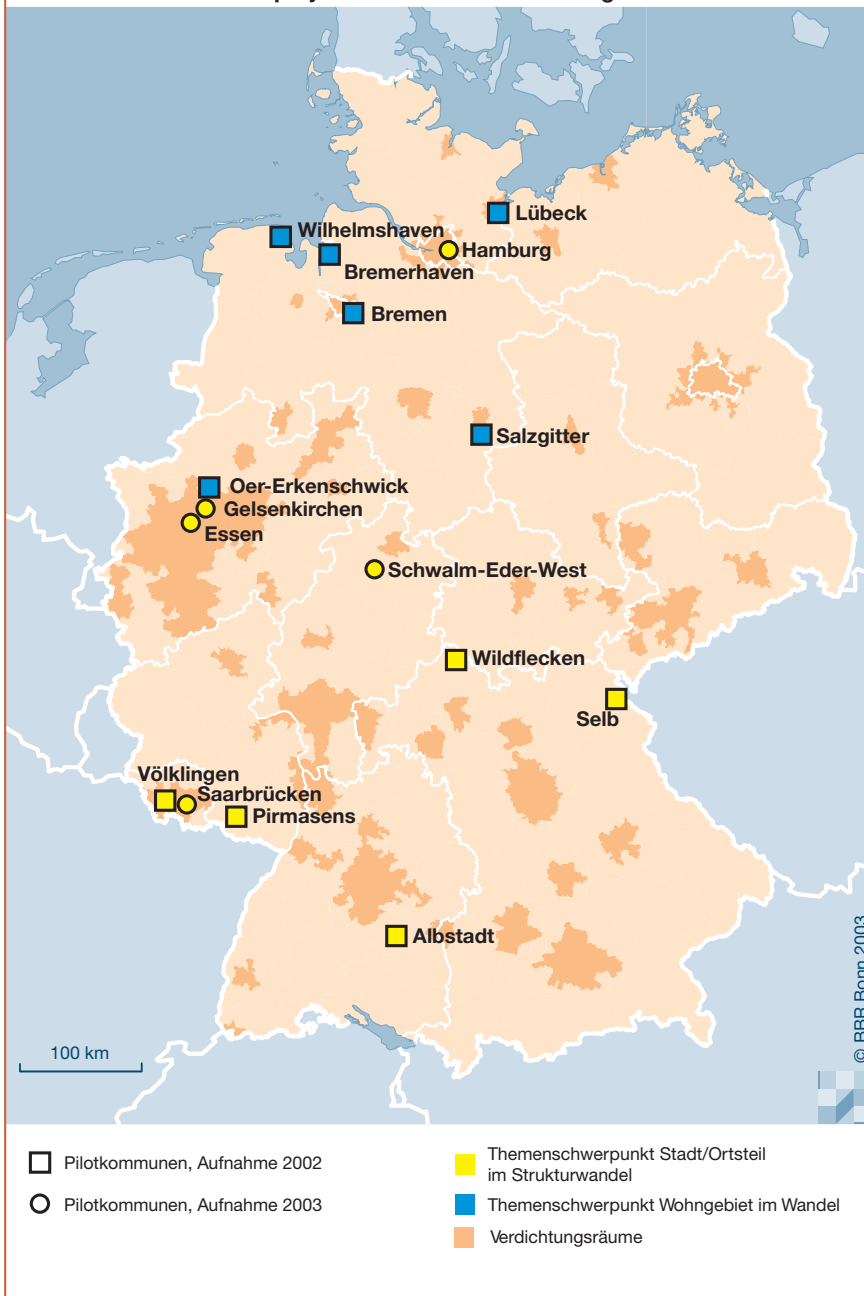 Lübeck
Wilhelmshaven
Hamburg
Bremerhaven
Bremen
Salzgitter
Oer-Erkenschwick
Gelsenkirchen
Essen
Schwalm-Eder-West
Wildflecken
Selb
Völklingen
Saarbrücken
Pirmasens
Albstadt
100 km
© BBR Bonn 2003
Pilotkommunen, Aufnahme 2002
Pilotkommunen, Aufnahme 2003
Themenschwerpunkt Stadt/Ortsteil
im Strukturwandel
Themenschwerpunkt Wohngebiet im Wandel
Verdichtungsräume